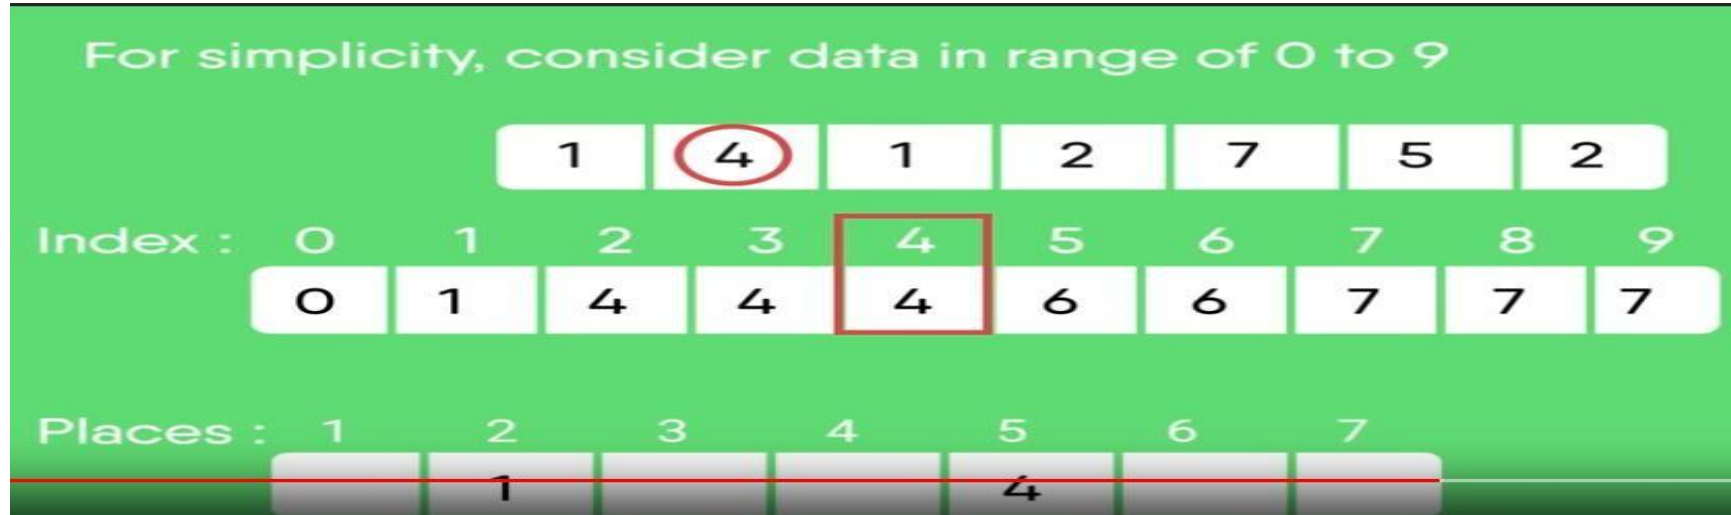 For simplicity, consider data in range of 0 to 9
1 4 1 2 7 5 2
Index : 0 1 2 3 4 5 6 7 8 9
0 1 4 4 4 6 6 7 7 7
Places : 1 2 3 4 5 6 7
1 4